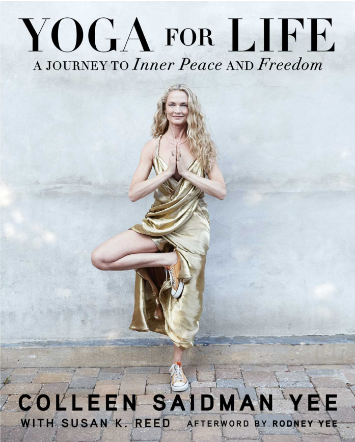 YOGA FOR LIFE
A JOURNEY TO Inner Peace AND Freedom
COLLEEN SAIDMAN YEE
WITH SUSAN K. REED AFTERWORD BY RODNEY YEE